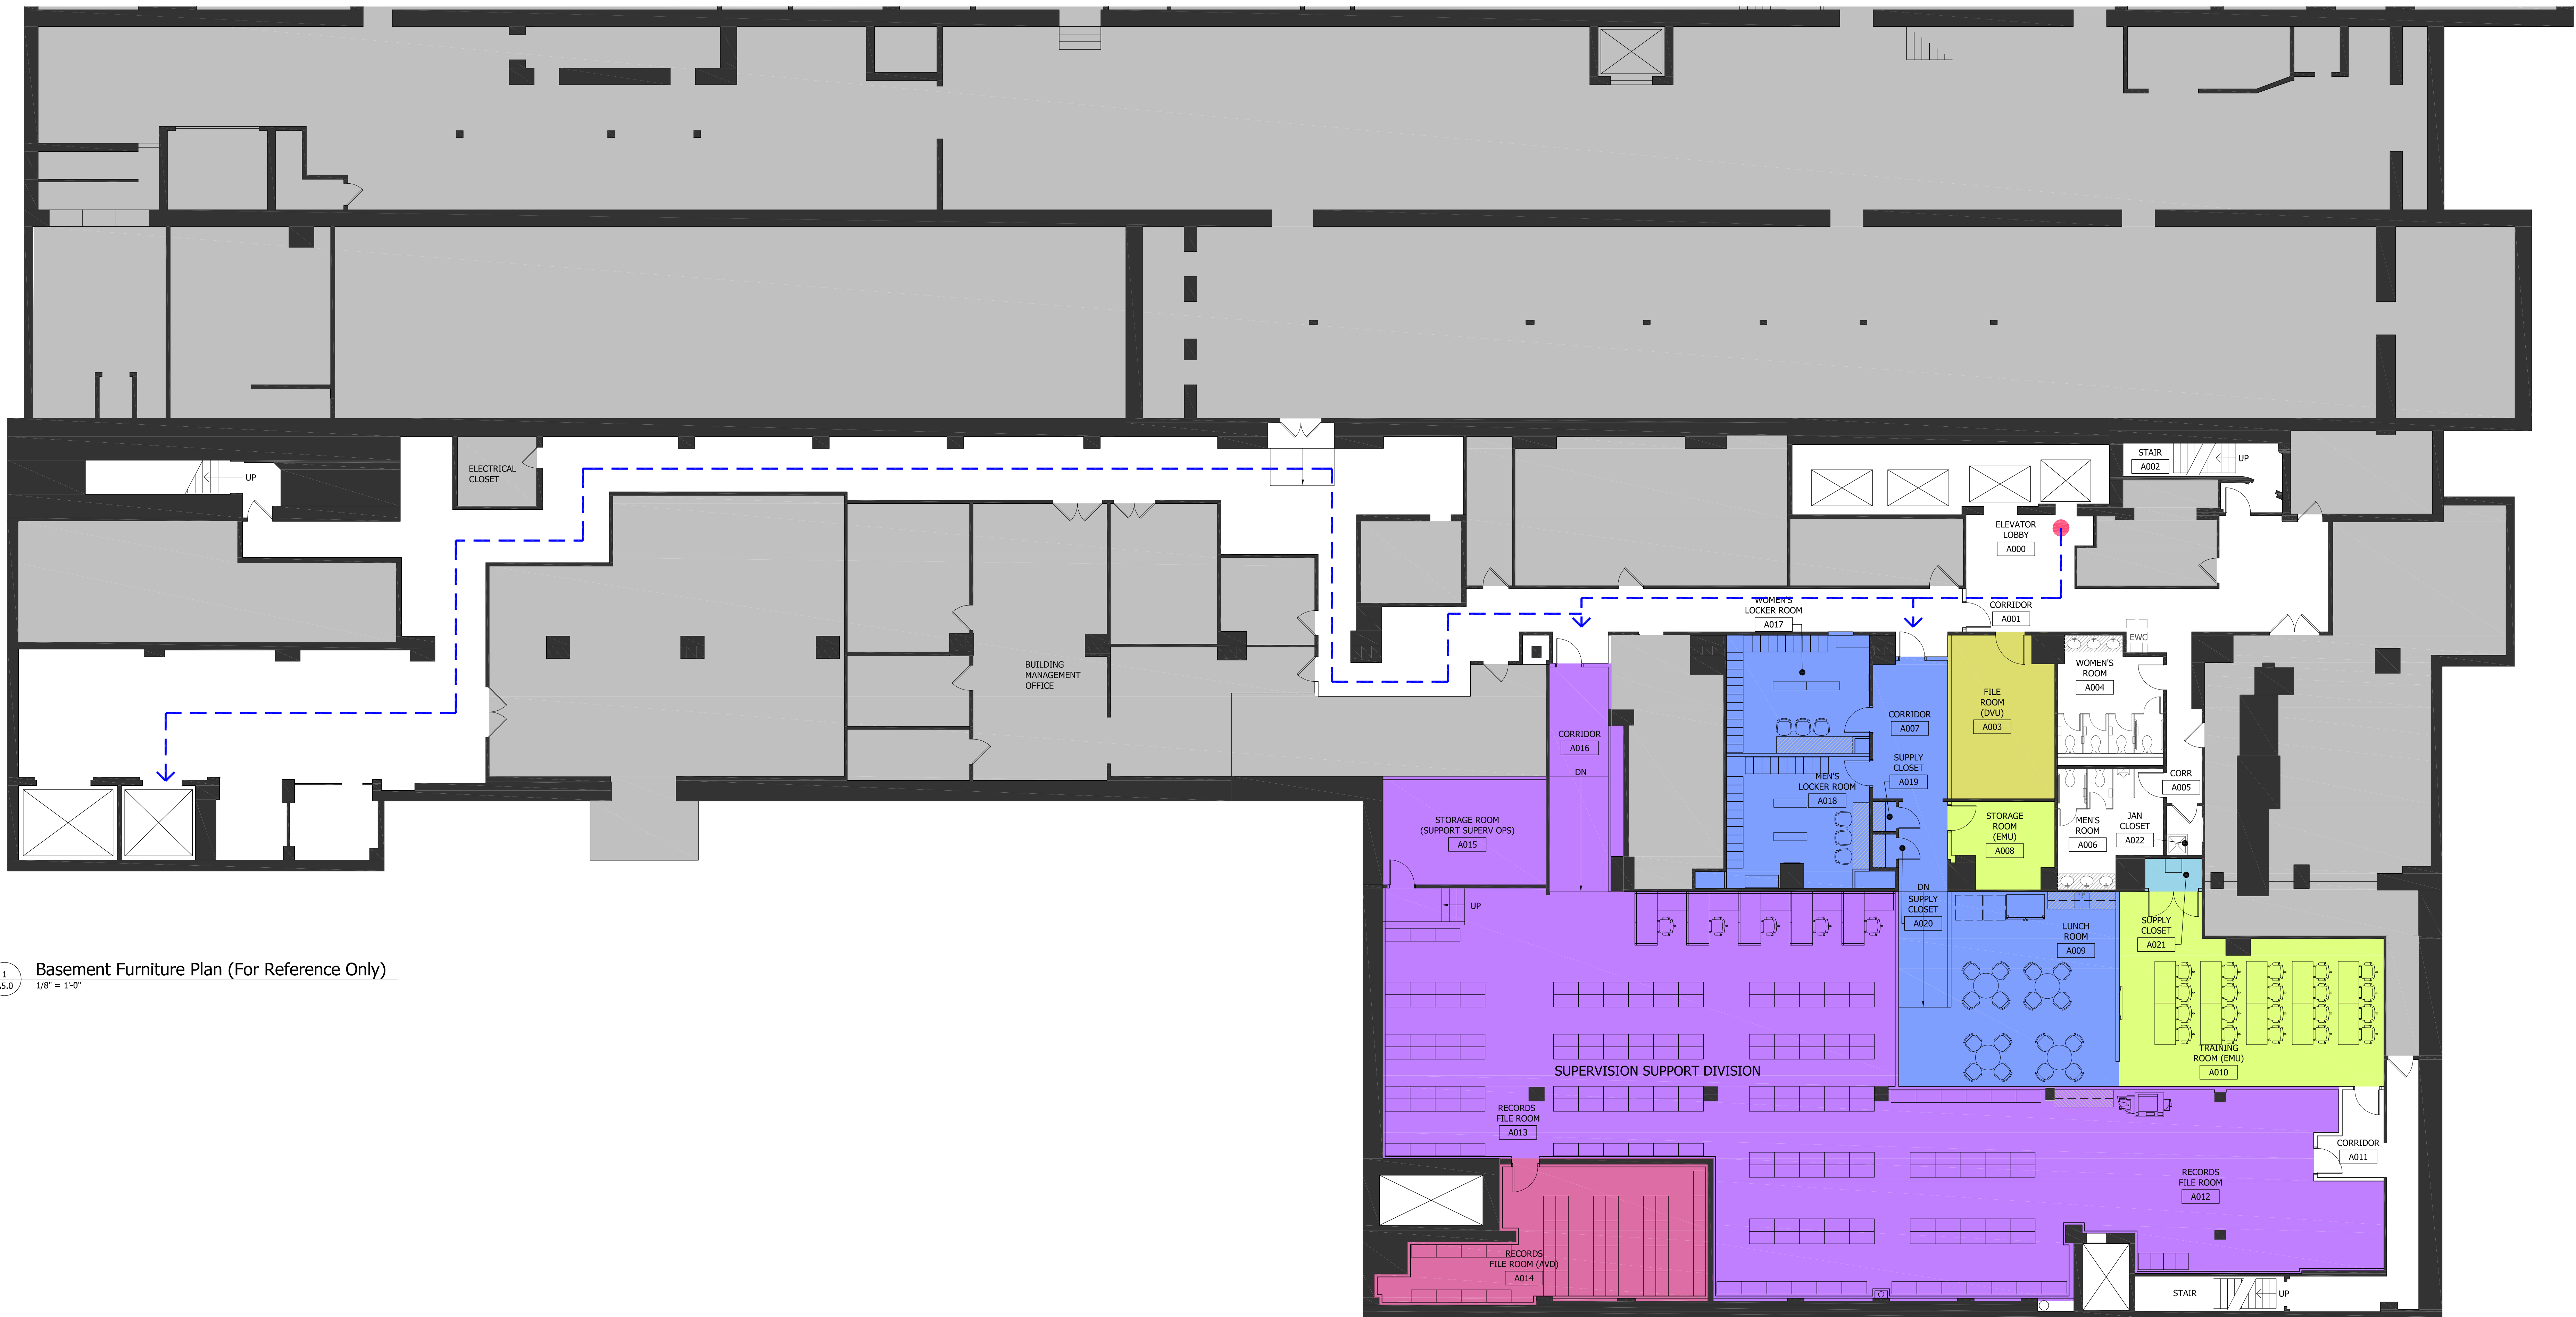 ELECTRICAL
CLOSET
UP
STAIR
A002
UP
ELEVATOR
LOBBY
A000
WOMEN'S
LOCKER ROOM
A017
CORRIDOR
A001
EWC
BUILDING
MANAGEMENT
OFFICE
WOMEN'S
ROOM
A004
FILE
ROOM
(DVU)
A003
CORRIDOR
A007
CORRIDOR
A016
DN
SUPPLY
CLOSET
A019
MEN'S
LOCKER ROOM
A018
CORR
A005
STORAGE ROOM
(SUPPORT SUPERV OPS)
A015
STORAGE
ROOM
(EMU)
A008
MEN'S
ROOM
A006
JAN
CLOSET
A022
UP
DN
SUPPLY
CLOSET
A020
LUNCH
ROOM
A009
SUPPLY
CLOSET
A021
1
A5.0
Basement Furniture Plan (For Reference Only)
1/8" = 1'-0"
TRAINING
ROOM (EMU)
A010
SUPERVISION SUPPORT DIVISION
RECORDS
FILE ROOM
A013
CORRIDOR
A011
RECORDS
FILE ROOM
A012
RECORDS
FILE ROOM (AVD)
A014
STAIR
UP